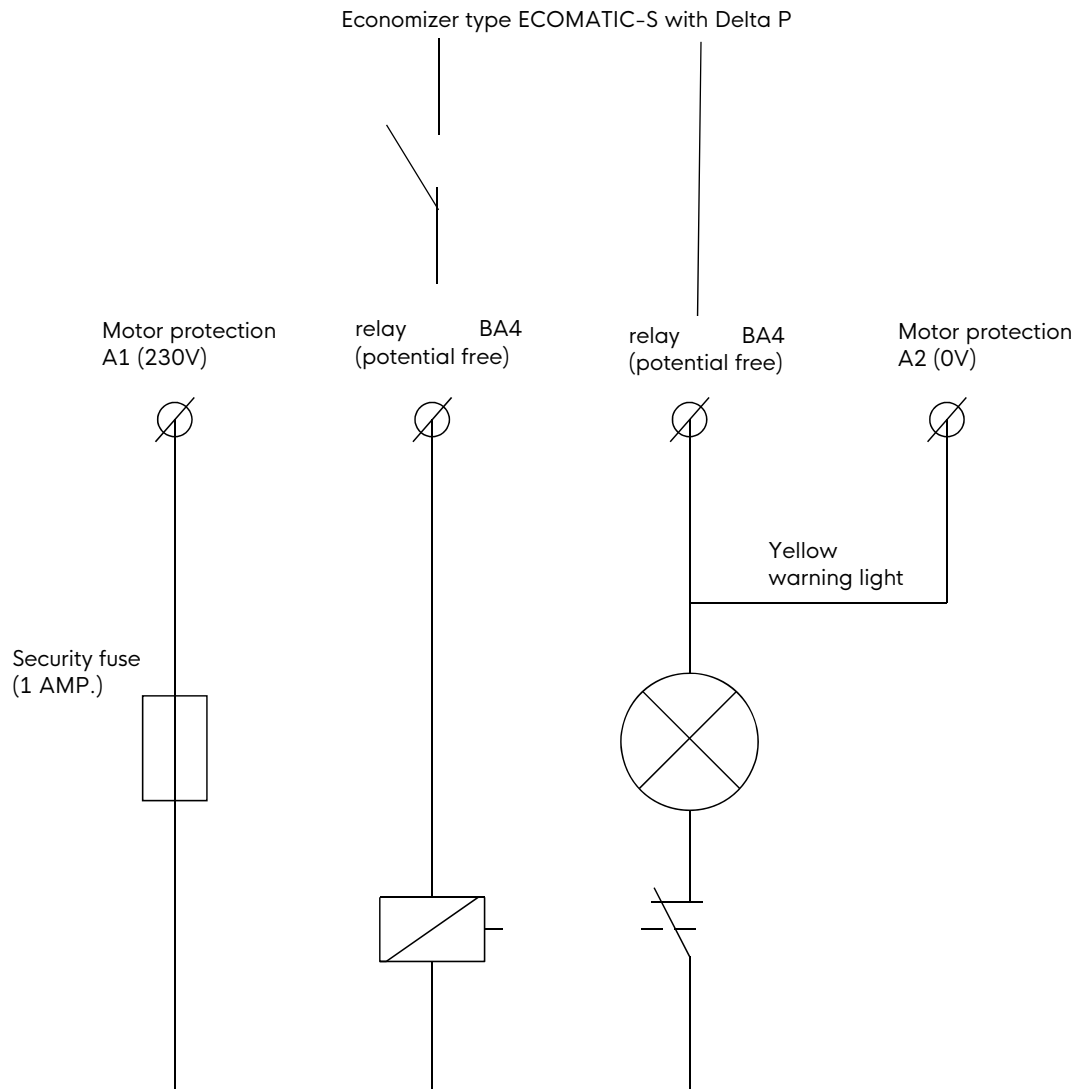 Economizer type ECOMATIC-S with Delta P
Motor protection
A1 (230V)
relay BA4
(potential free)
relay BA4
(potential free)
Motor protection
A2 (0V)
Yellow
warning light
Security fuse
(1 AMP.)